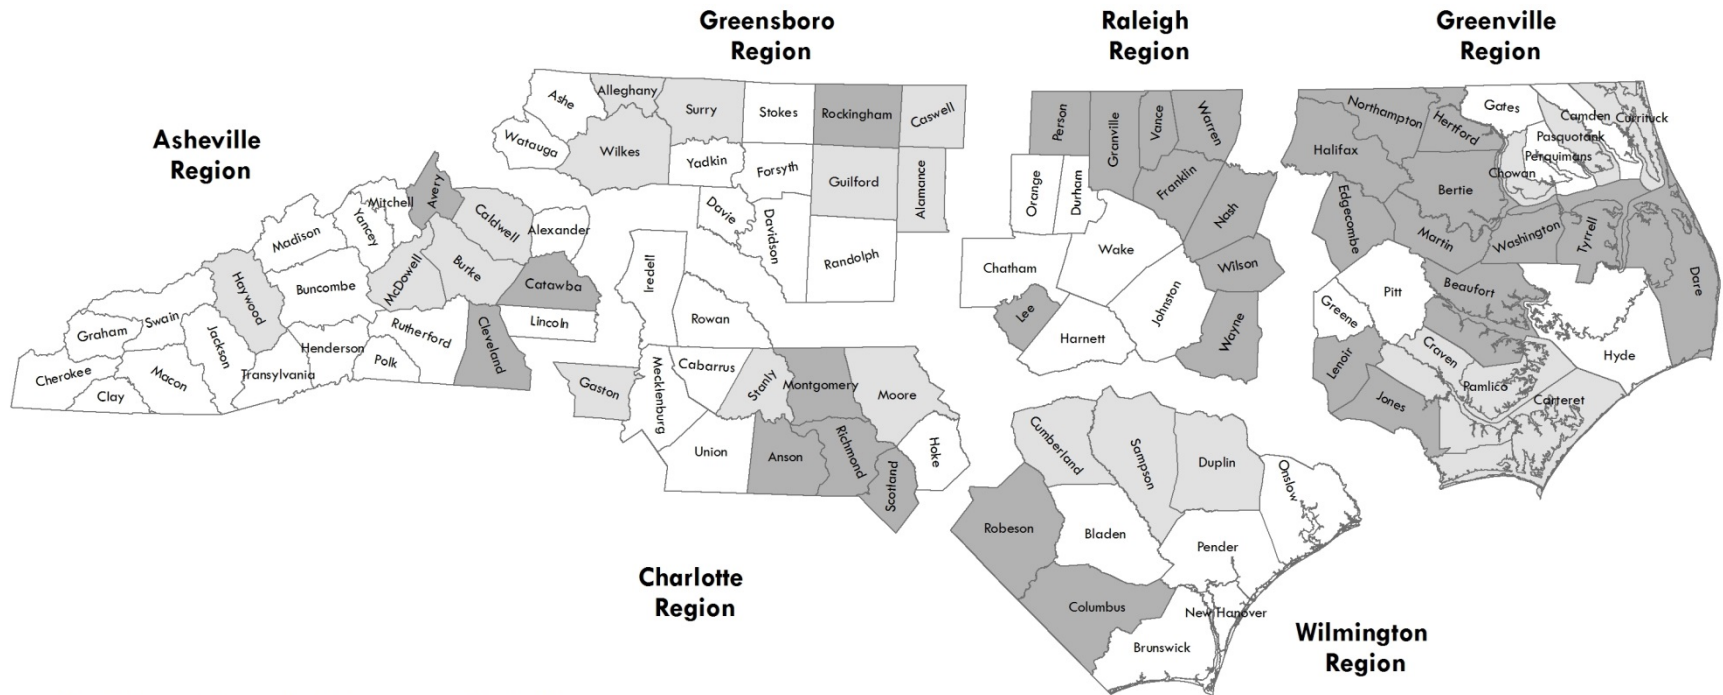 Greensboro
Region
Raleigh
Region
Greenville
Region
Asheville
Region
Charlotte
Region
Wilmington
Region
Ashe
Alleghany
Surry
Stokes
Rockingham
Caswell
Watauga
Wilkes
Yadkin
Forsyth
Guilford
Alamance
Davie
Davidson
Randolph
Avery
Mitchell
Yancey
Madison
Caldwell
Alexander
Haywood
Buncombe
McDowell
Burke
Catawba
Graham
Swain
Jackson
Henderson
Rutherford
Cleveland
Lincoln
Cherokee
Clay
Macon
Transylvania
Polk
Iredell
Rowan
Gaston
Mecklenburg
Cabarrus
Stanly
Montgomery
Moore
Union
Anson
Richmond
Scotland
Hoke
Person
Granville
Vance
Warren
Orange
Durham
Franklin
Nash
Chatham
Wake
Wilson
Lee
Harnett
Johnston
Wayne
Northampton
Hertford
Gates
Camden
Currituck
Pasquotank
Perquimans
Chowan
Halifax
Bertie
Edgecombe
Martin
Washington
Tyrrell
Dare
Pitt
Beaufort
Greene
Hyde
Lenoir
Craven
Pamlico
Jones
Carteret
Cumberland
Sampson
Duplin
Onslow
Robeson
Bladen
Pender
Columbus
New Hanover
Brunswick